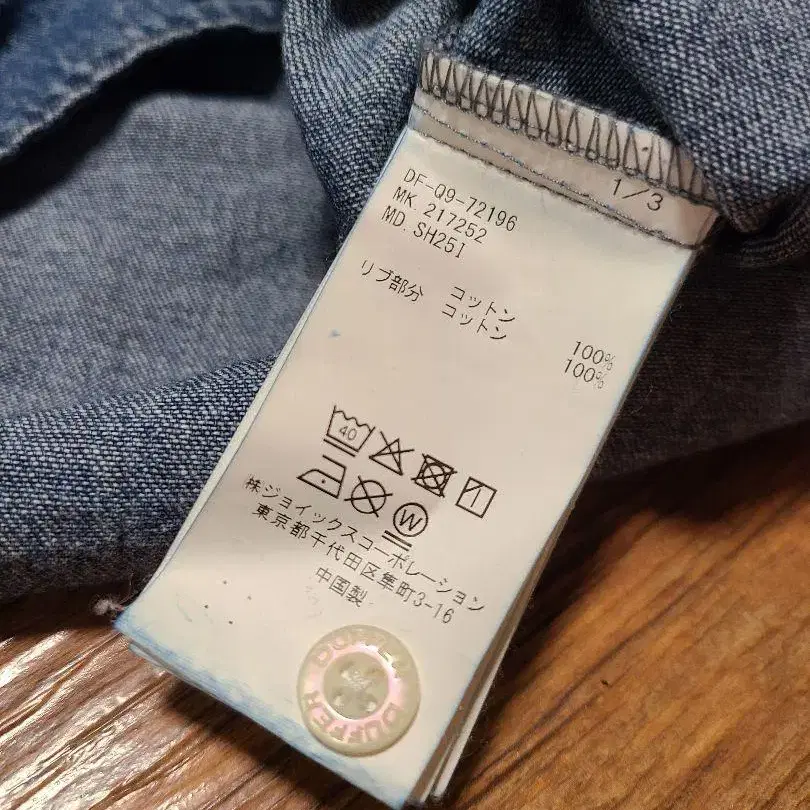 1/3
DF-Q9-72196
MK. 217252
MD. SH25I
リブ部分 コットン 100%
コットン 100%
40
W
株ジョイックスコーポレーション
東京都千代田区隼町3-16
中国製
DUFFER DUFFER